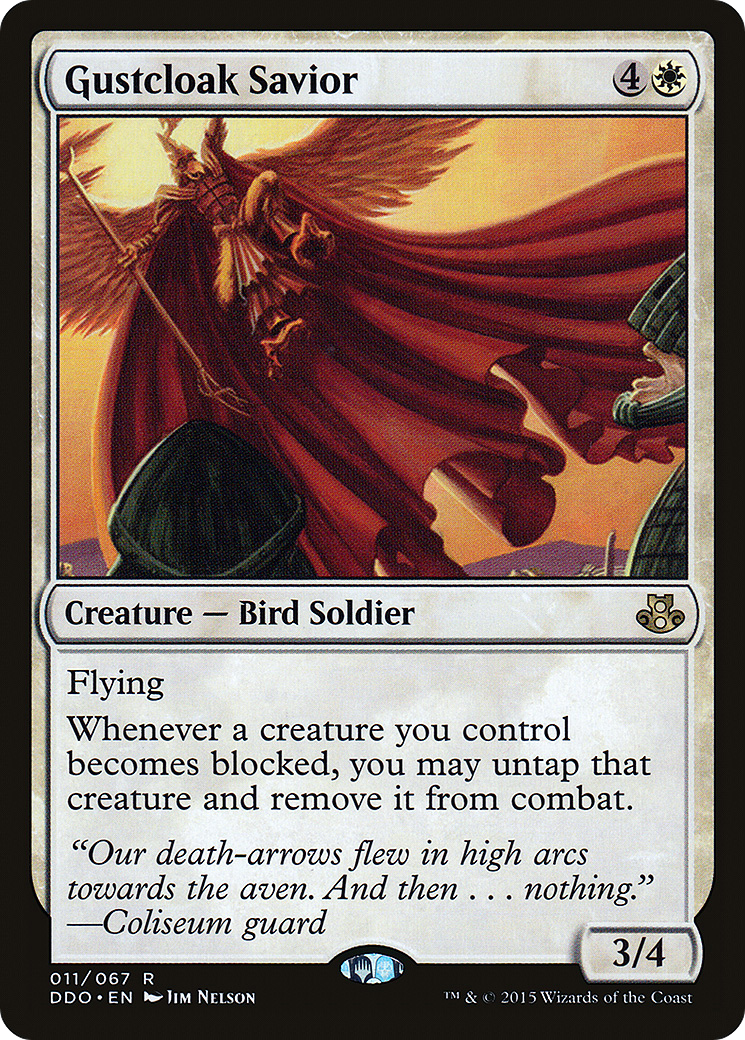 Gustcloak Savior 4
Creature — Bird Soldier
Flying
Whenever a creature you control
becomes blocked, you may untap that
creature and remove it from combat.
“Our death-arrows flew in high arcs
towards the aven. And then . . . nothing.”
—Coliseum guard
3/4
011/067 R
DDO • EN Jim Nelson
™ & © 2015 Wizards of the Coast